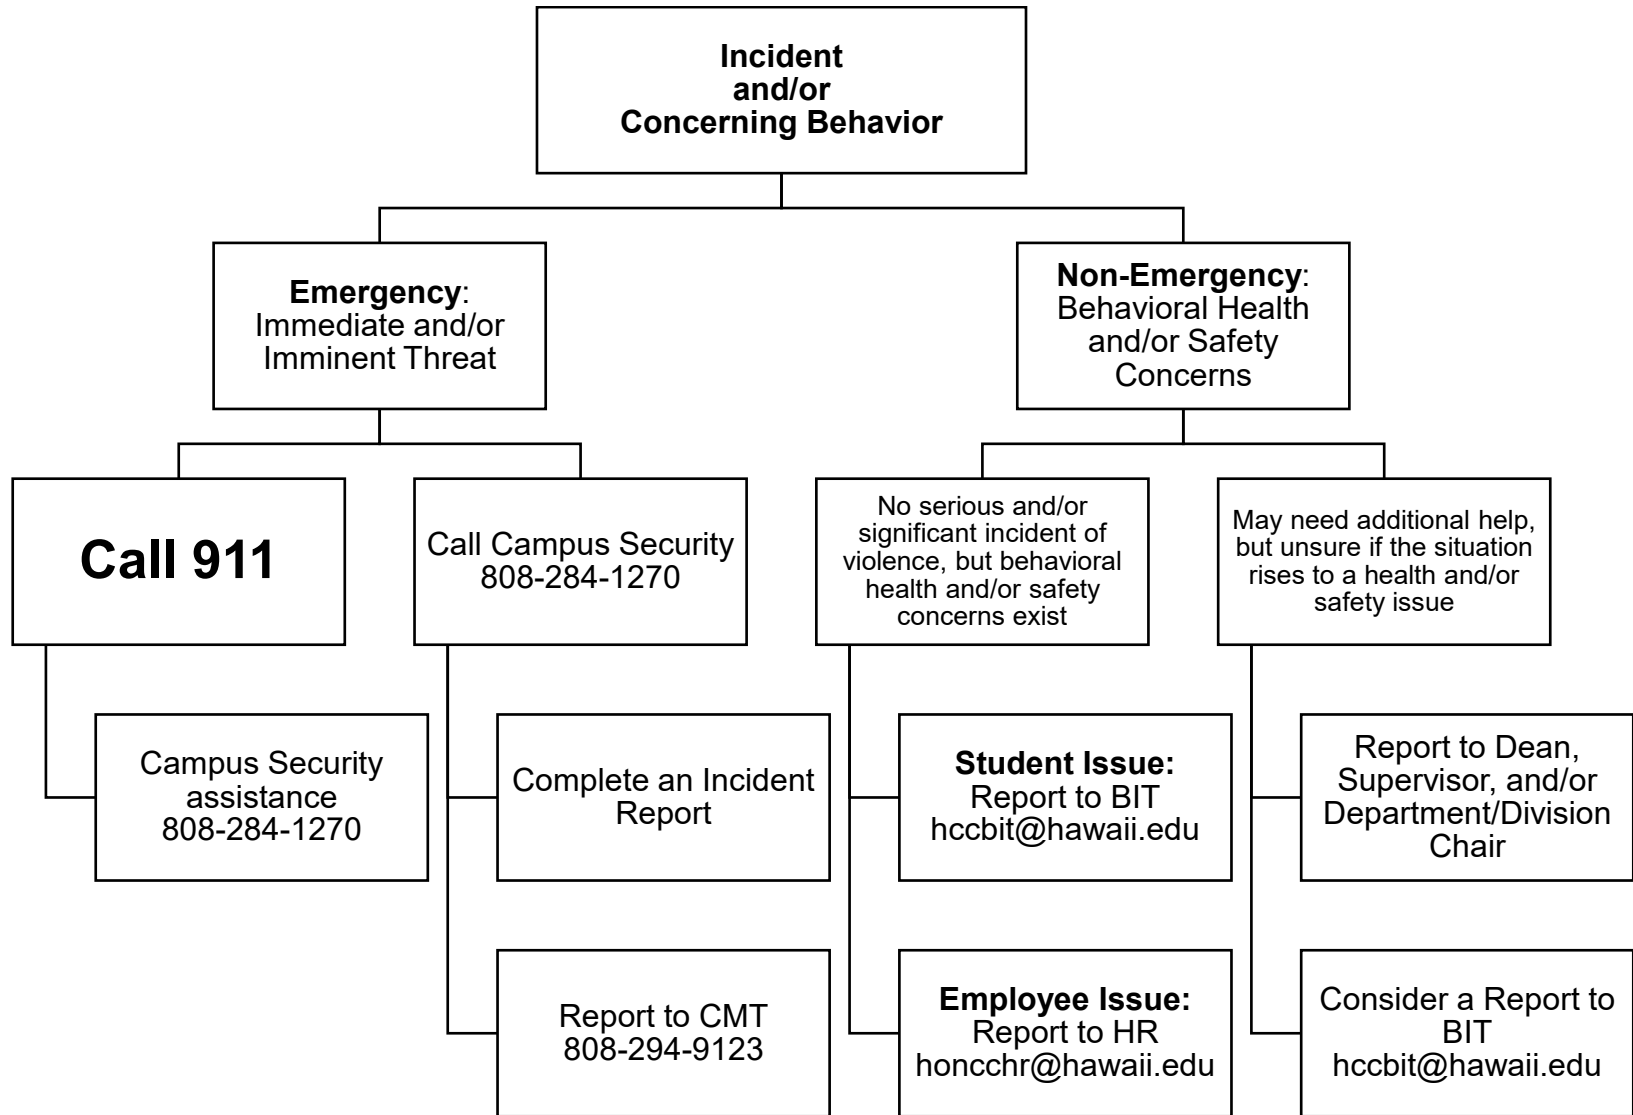 Incident
and/or
Concerning Behavior
Emergency:
Immediate and/or
Imminent Threat
Non-Emergency:
Behavioral Health
and/or Safety
Concerns
Call 911
Call Campus Security
808-284-1270
No serious and/or
significant incident of
violence, but behavioral
health and/or safety
concerns exist
May need additional help,
but unsure if the situation
rises to a health and/or
safety issue
Campus Security
assistance
808-284-1270
Complete an Incident
Report
Student Issue:
Report to BIT
hccbit@hawaii.edu
Report to Dean,
Supervisor, and/or
Department/Division
Chair
Report to CMT
808-294-9123
Employee Issue:
Report to HR
honcchr@hawaii.edu
Consider a Report to
BIT
hccbit@hawaii.edu